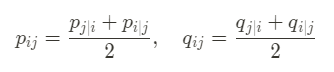 p_{ij} = \frac{p_{j|i} + p_{i|j}}{2}, \quad q_{ij} = \frac{q_{j|i} + q_{i|j}}{2}